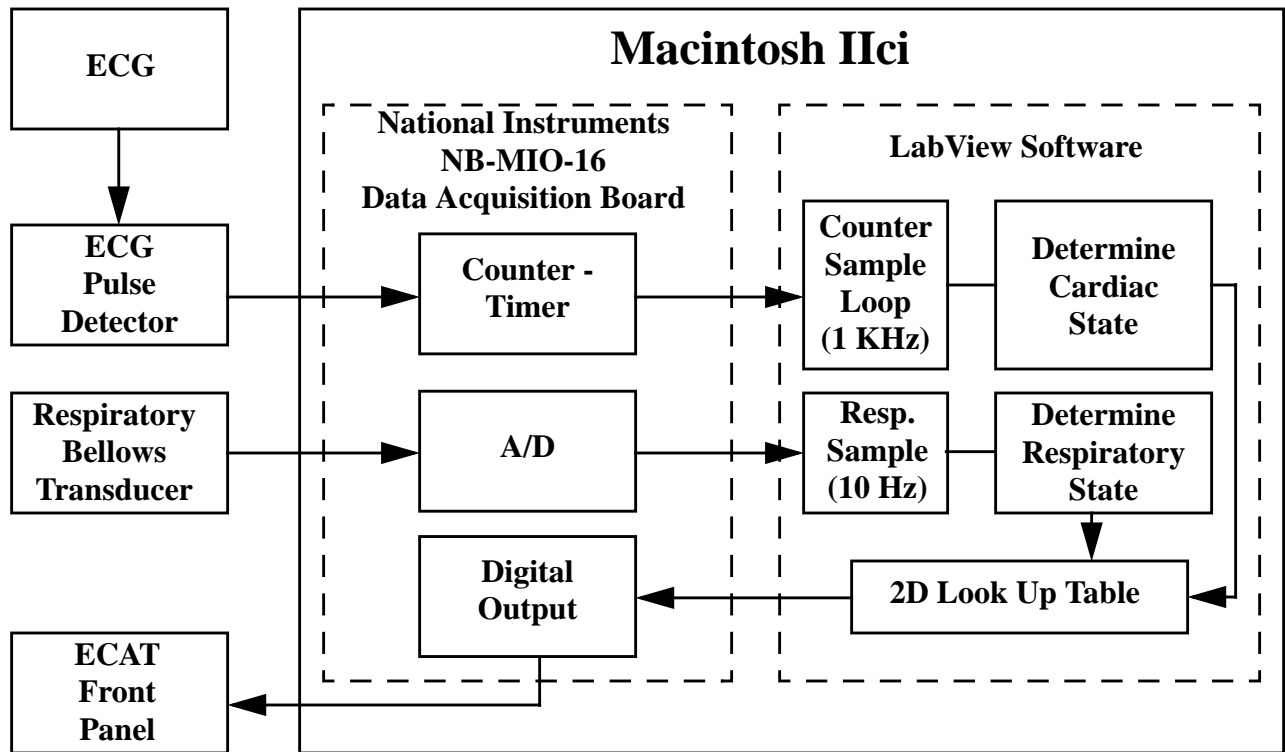 ECG
Macintosh IIci
National Instruments
NB-MIO-16
Data Acquisition Board
LabView Software
ECG
Pulse
Detector
Counter -
Timer
Counter
Sample
Loop
(1 KHz)
Determine
Cardiac
State
Respiratory
Bellows
Transducer
A/D
Resp.
Sample
(10 Hz)
Determine
Respiratory
State
Digital
Output
2D Look Up Table
ECAT
Front
Panel